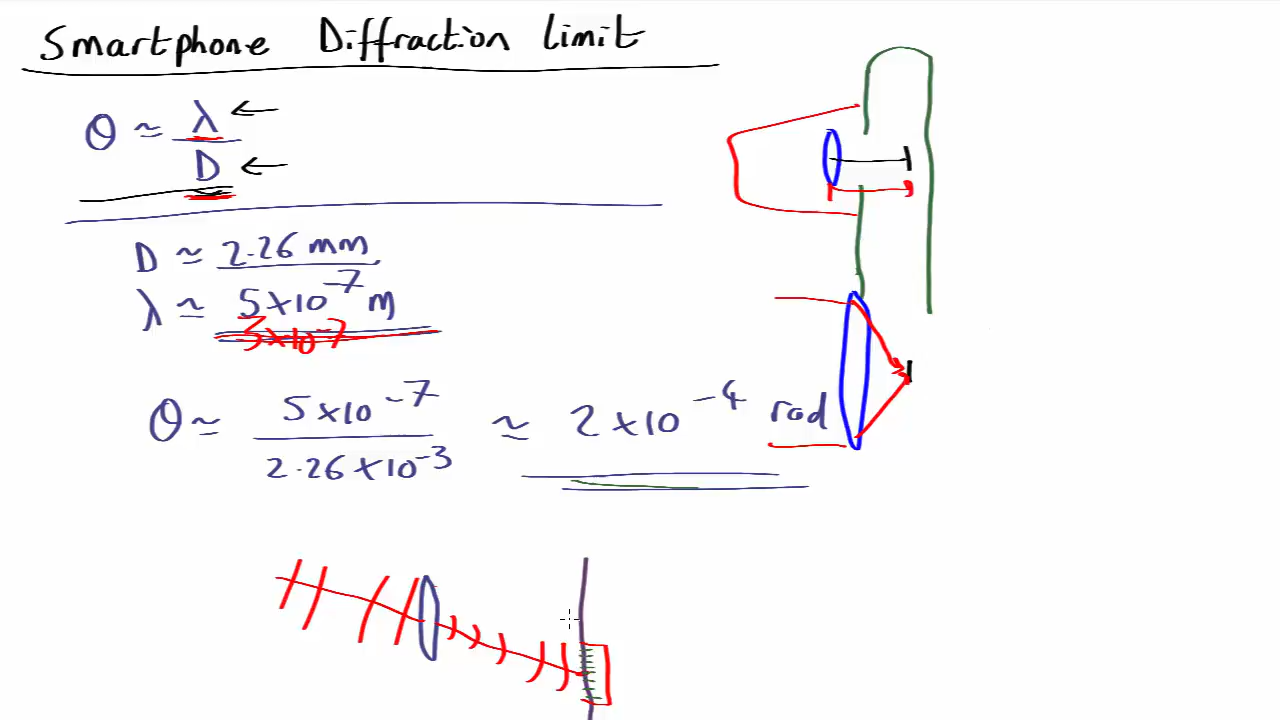 Smartphone Diffraction Limit
θ ≃ λ / D
D ≃ 2.26 mm
λ ≃ 5×10⁻⁷ m
5×10⁻⁷
θ ≃ 5×10⁻⁷ / 2.26×10⁻³ ≃ 2×10⁻⁴ rad